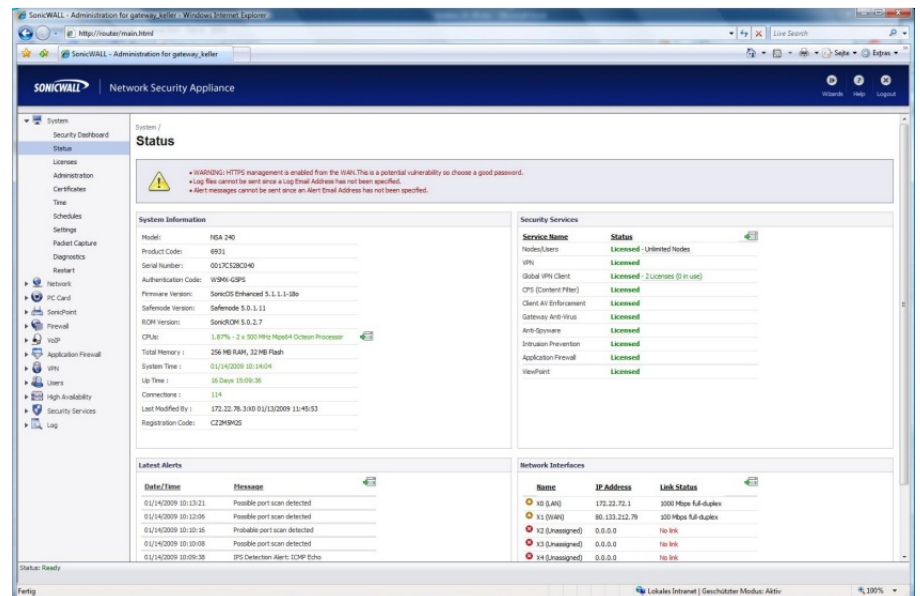 SonicWALL - Administration for gateway_keller - Windows Internet Explorer
http://router/main.html
Live Search
SonicWALL - Administration for gateway_keller
Seite
Extras
SONICWALL
Network Security Appliance
Wizards
Help
Logout
System
Security Dashboard
Status
Licenses
Administration
Certificates
Time
Schedules
Settings
Packet Capture
Diagnostics
Restart
Network
PC Card
SonicPoint
Firewall
VoIP
Application Firewall
VPN
Users
High Availability
Security Services
Log
System /
Status
• WARNING: HTTPS management is enabled from the WAN.This is a potential vulnerability so choose a good password.
• Log files cannot be sent since a Log Email Address has not been specified.
• Alert messages cannot be sent since an Alert Email Address has not been specified.
System Information
Model: NSA 240
Product Code: 6931
Serial Number: 0017C528C040
Authentication Code: W5MX-G5PS
Firmware Version: SonicOS Enhanced 5.1.1.1-18o
Safemode Version: Safemode 5.0.1.11
ROM Version: SonicROM 5.0.2.7
CPUs: 1.87% - 2 x 500 MHz Mips64 Octeon Processor
Total Memory : 256 MB RAM, 32 MB Flash
System Time : 01/14/2009 10:14:04
Up Time : 16 Days 15:09:36
Connections : 114
Last Modified By : 172.22.78.3:X0 01/13/2009 11:45:53
Registration Code: CZ2M5M2S
Security Services
Service Name Status
Nodes/Users Licensed - Unlimited Nodes
VPN Licensed
Global VPN Client Licensed - 2 Licenses (0 in use)
CFS (Content Filter) Licensed
Client AV Enforcement Licensed
Gateway Anti-Virus Licensed
Anti-Spyware Licensed
Intrusion Prevention Licensed
Application Firewall Licensed
ViewPoint Licensed
Latest Alerts
Date/Time Message
01/14/2009 10:13:21 Possible port scan detected
01/14/2009 10:12:06 Possible port scan detected
01/14/2009 10:10:16 Probable port scan detected
01/14/2009 10:10:08 Possible port scan detected
01/14/2009 10:09:38 IPS Detection Alert: ICMP Echo
Network Interfaces
Name IP Address Link Status
X0 (LAN) 172.22.72.1 1000 Mbps full-duplex
X1 (WAN) 80.133.212.79 100 Mbps full-duplex
X2 (Unassigned) 0.0.0.0 No link
X3 (Unassigned) 0.0.0.0 No link
X4 (Unassigned) 0.0.0.0 No link
Status: Ready
Fertig
Lokales Intranet | Geschützter Modus: Aktiv
100%